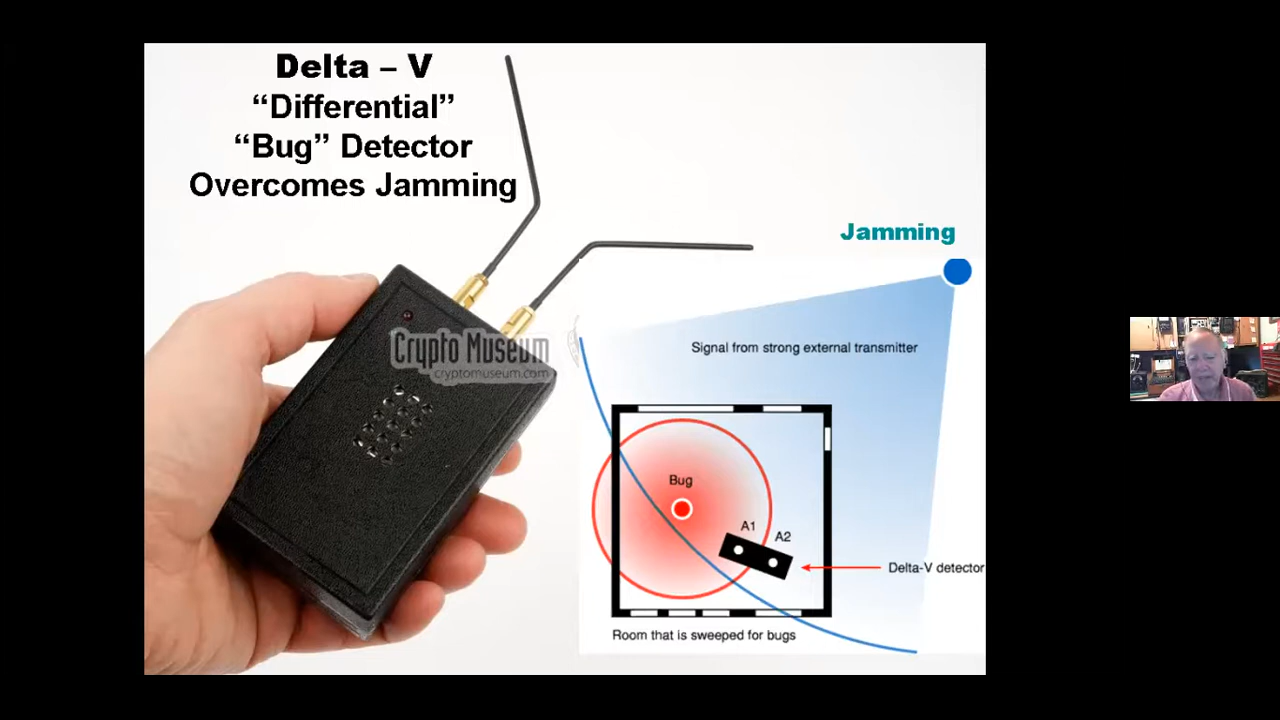 Delta – V
“Differential”
“Bug” Detector
Overcomes Jamming
Jamming
Crypto Museum
cryptomuseum.com
Signal from strong external transmitter
Bug
A1
A2
Delta-V detector
Room that is sweeped for bugs